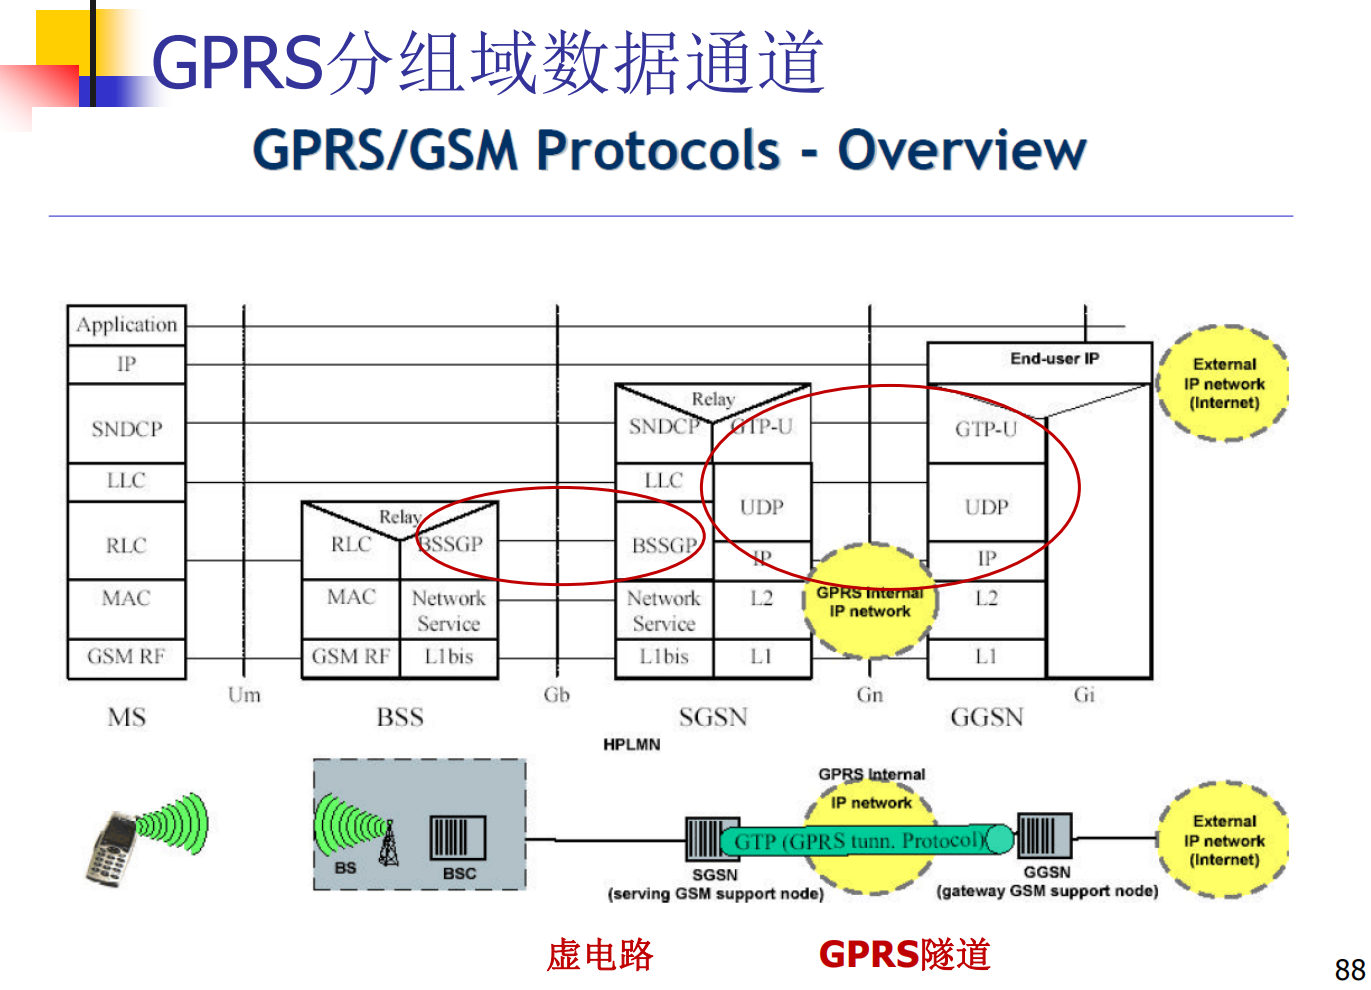 GPRS分组域数据通道
GPRS/GSM Protocols - Overview
Application
IP
SNDCP
LLC
RLC
MAC
GSM RF
Relay
RLC
BSSGP
MAC
Network
Service
GSM RF
L1bis
Relay
SNDCP
GTP-U
LLC
UDP
BSSGP
IP
Network
Service
L2
L1bis
L1
GPRS Internal
IP network
End-user IP
GTP-U
UDP
IP
L2
L1
External
IP network
(Internet)
Um
Gb
Gn
Gi
MS
BSS
SGSN
GGSN
HPLMN
BS
BSC
GPRS Internal
IP network
GTP (GPRS tunn. Protocol)
SGSN
(serving GSM support node)
GGSN
(gateway GSM support node)
External
IP network
(Internet)
虚电路
GPRS隧道
88